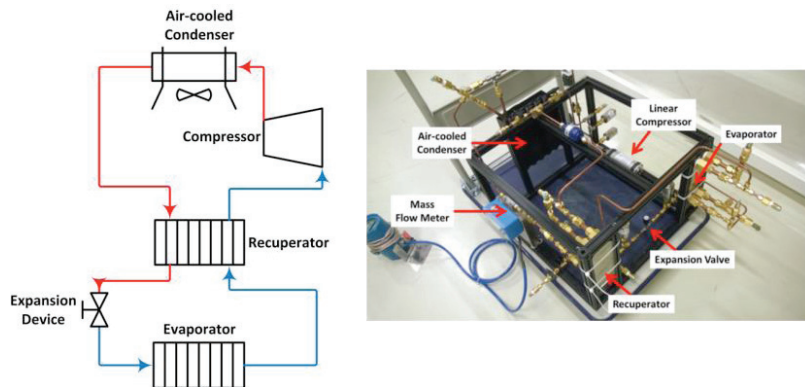 Air-cooled
Condenser
Compressor
Recuperator
Expansion
Device
Evaporator
Linear
Compressor
Air-cooled
Condenser
Evaporator
Mass
Flow Meter
Expansion Valve
Recuperator